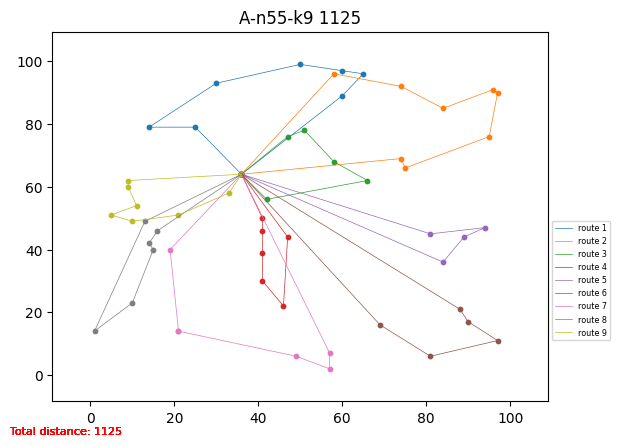 A-n55-k9 1125
100
80
60
40
20
0
0 20 40 60 80 100
route 1
route 2
route 3
route 4
route 5
route 6
route 7
route 8
route 9
Total distance: 1125